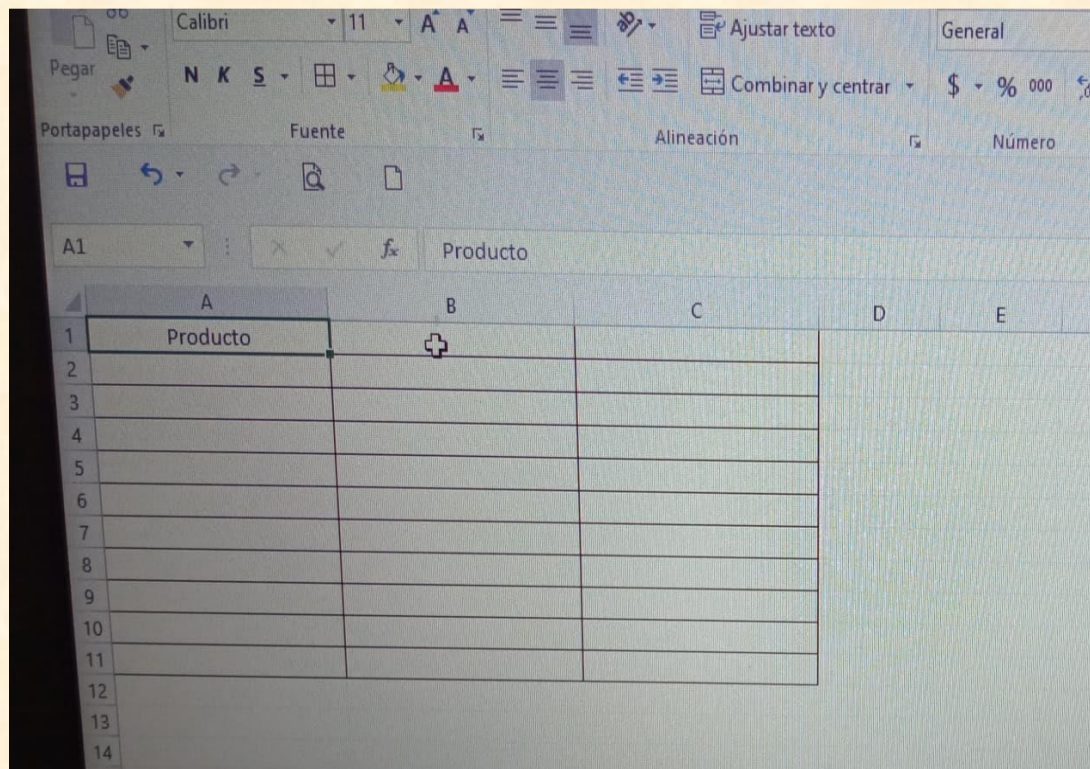 Calibri 11 A A Ajustar texto General
Pegar N K S A Combinar y centrar $ % 000
Portapapeles Fuente Alineación Número
A1 fx Producto
A B C D E
1 Producto
2
3
4
5
6
7
8
9
10
11
12
13
14